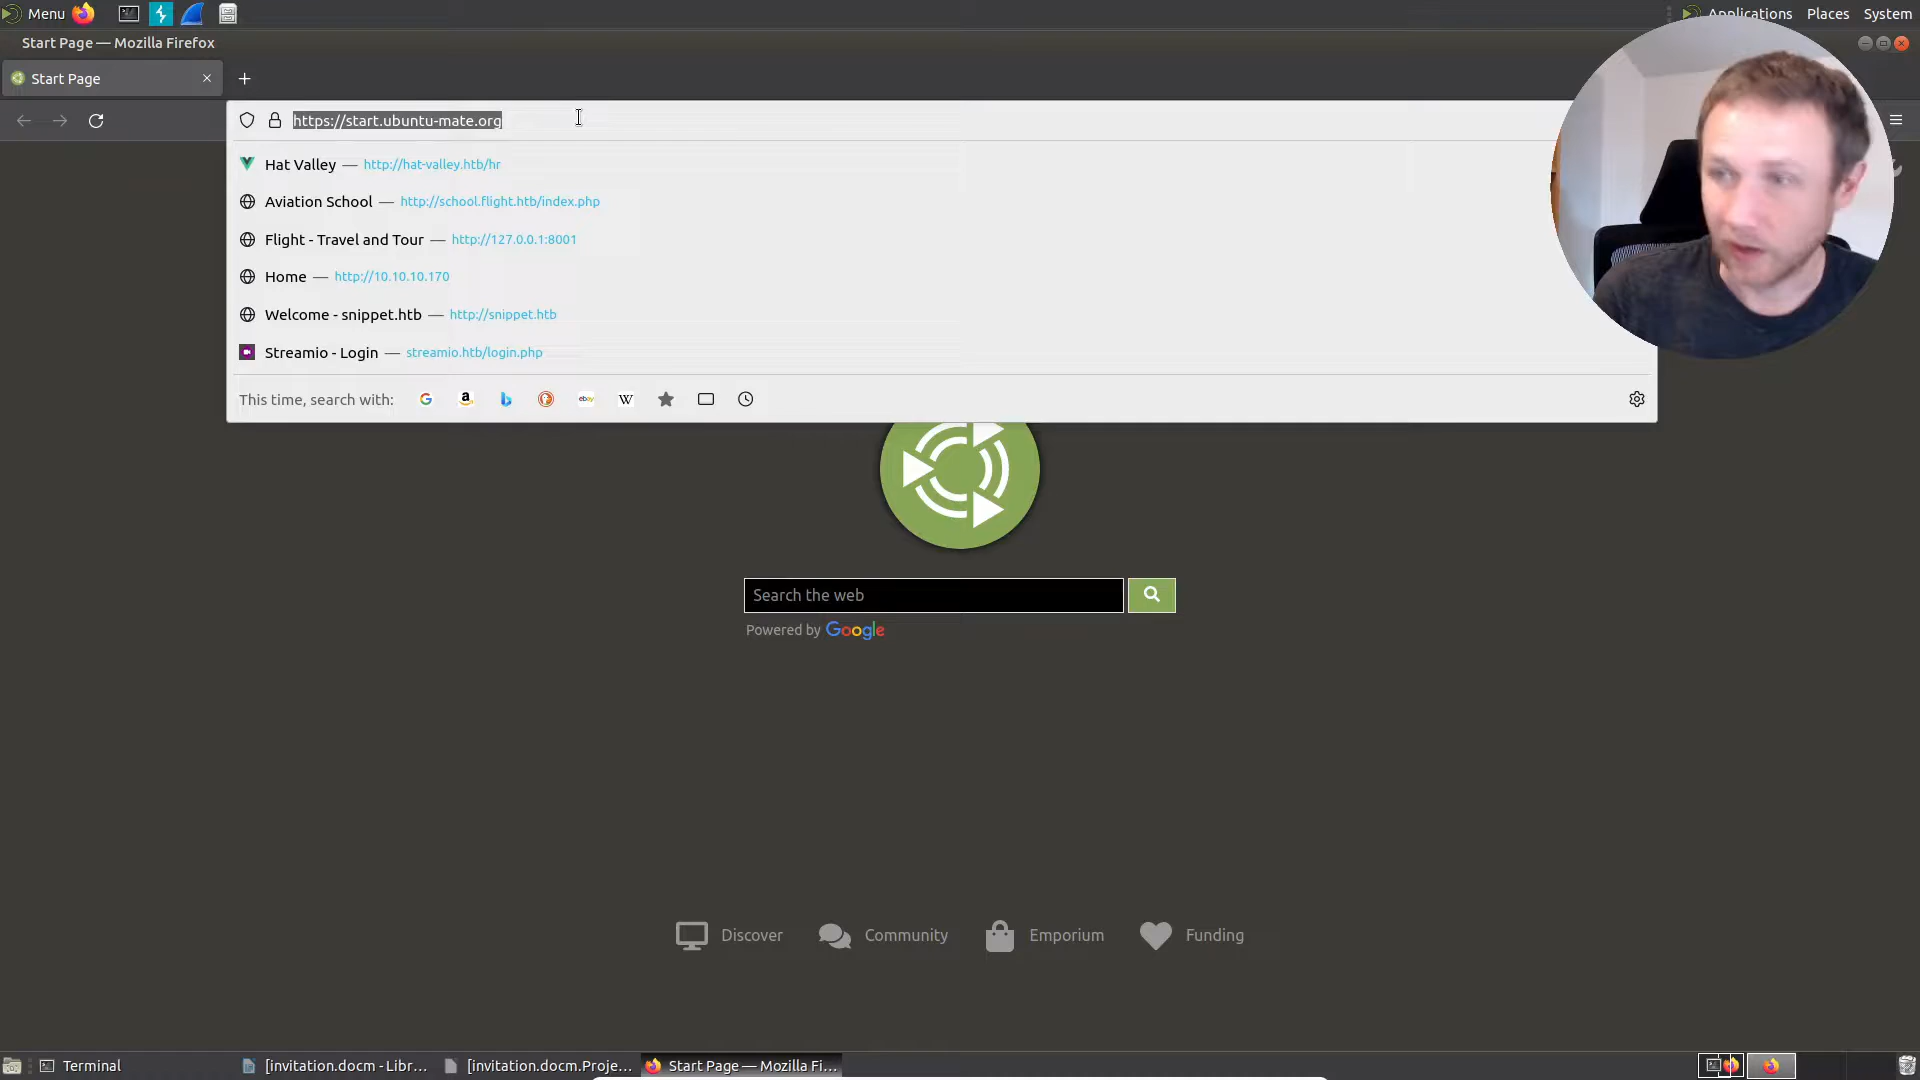 Menu
Applications Places System
Start Page — Mozilla Firefox
Start Page
https://start.ubuntu-mate.org
Hat Valley — http://hat-valley.htb/hr
Aviation School — http://school.flight.htb/index.php
Flight - Travel and Tour — http://127.0.0.1:8001
Home — http://10.10.10.170
Welcome - snippet.htb — http://snippet.htb
Streamio - Login — streamio.htb/login.php
This time, search with:
Search the web
Powered by Google
Discover Community Emporium Funding
Terminal [invitation.docm - Libr... [invitation.docm.Proje... Start Page — Mozilla Fi...